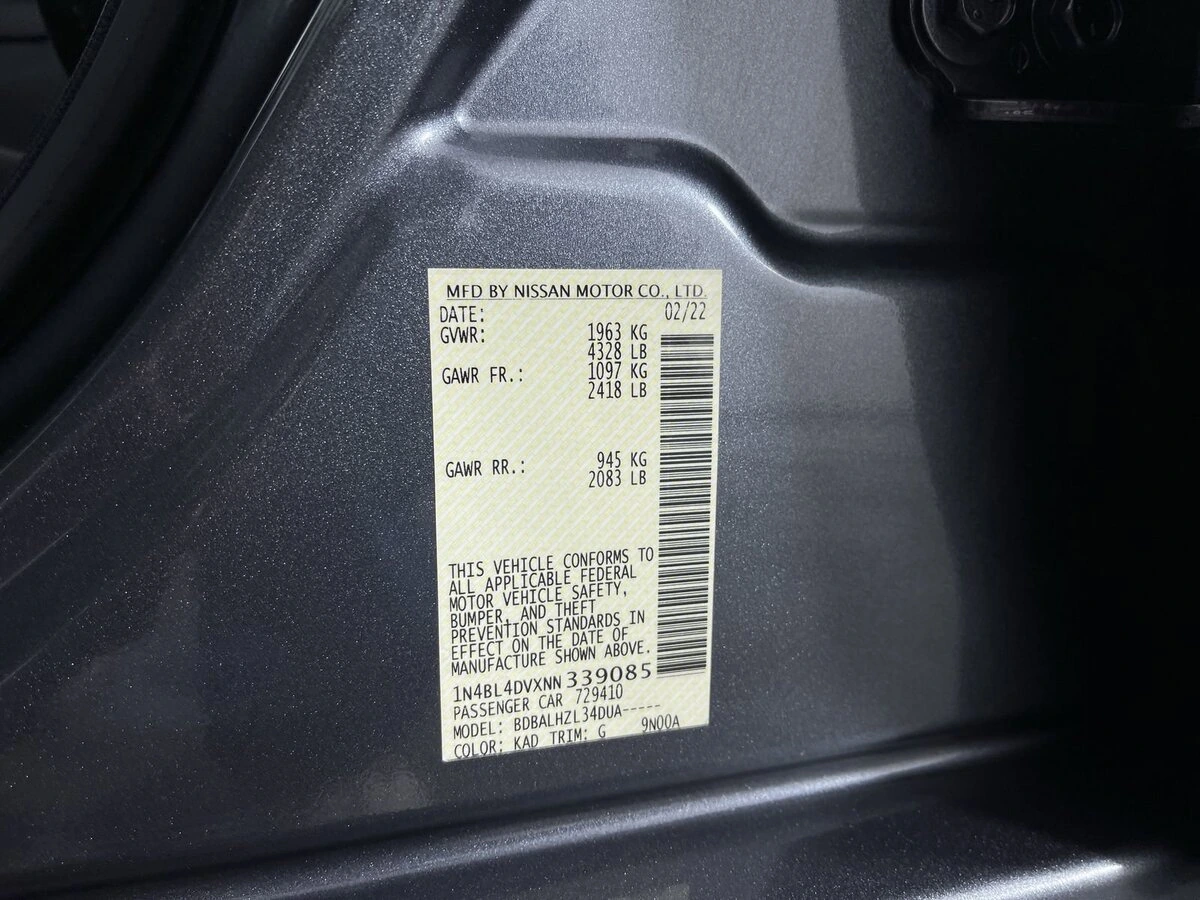 MFD BY NISSAN MOTOR CO., LTD.
DATE: 02/22
GVWR: 1963 KG
4328 LB
GAWR FR.: 1097 KG
2418 LB
GAWR RR.: 945 KG
2083 LB
THIS VEHICLE CONFORMS TO
ALL APPLICABLE FEDERAL
MOTOR VEHICLE SAFETY,
BUMPER, AND THEFT
PREVENTION STANDARDS IN
EFFECT ON THE DATE OF
MANUFACTURE SHOWN ABOVE.
1N4BL4DVXNN339085
PASSENGER CAR 729410
MODEL: BDBALHZL34DUA-----
COLOR: KAD TRIM: G 9N00A